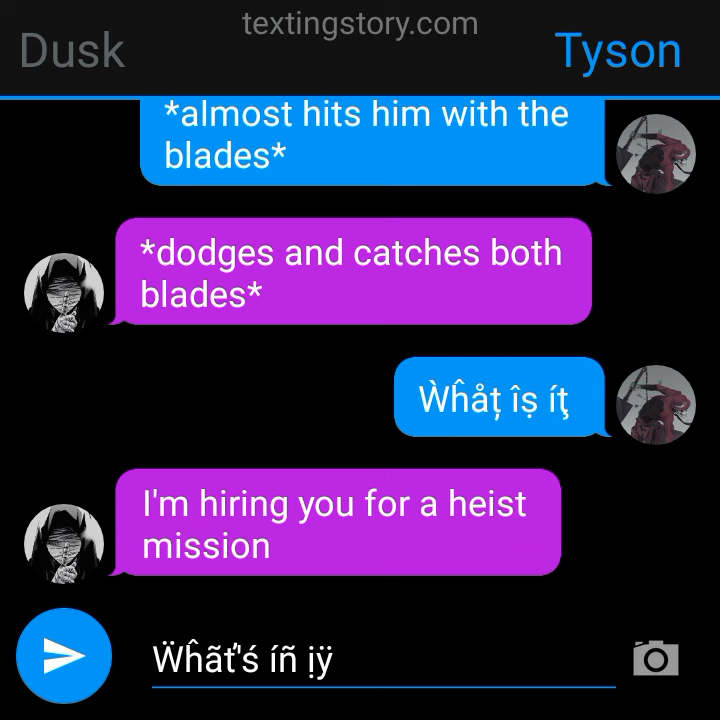 textingstory.com
Dusk
Tyson
*almost hits him with the
blades*
*dodges and catches both
blades*
Ẁĥåț îș íţ
I'm hiring you for a heist
mission
Ẅĥãť'ś íñ įÿ